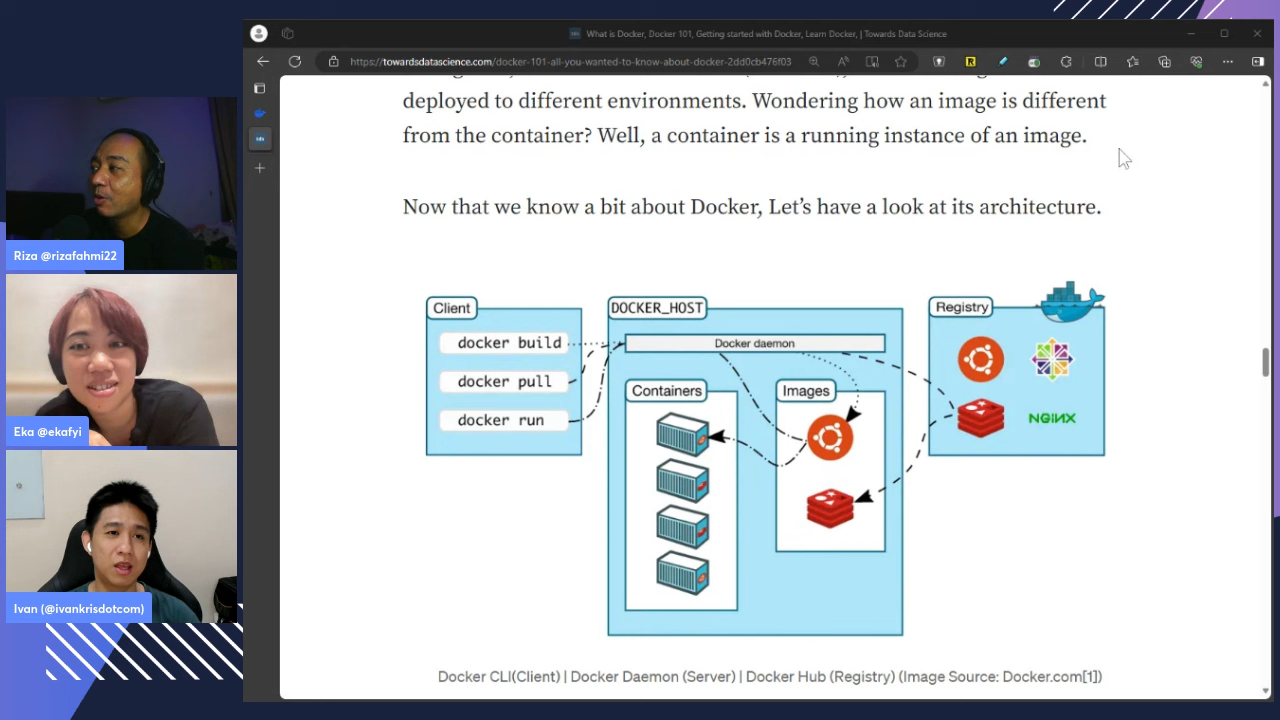 What is Docker, Docker 101, Getting started with Docker, Learn Docker, | Towards Data Science
https://towardsdatascience.com/docker-101-all-you-wanted-to-know-about-docker-2dd0cb476f03
deployed to different environments. Wondering how an image is different
from the container? Well, a container is a running instance of an image.
Now that we know a bit about Docker, Let's have a look at its architecture.
Client
docker build
docker pull
docker run
DOCKER_HOST
Docker daemon
Containers
Images
Registry
NGINX
Docker CLI(Client) | Docker Daemon (Server) | Docker Hub (Registry) (Image Source: Docker.com[1])
Riza @rizafahmi22
Eka @ekafyi
Ivan (@ivankrisdotcom)